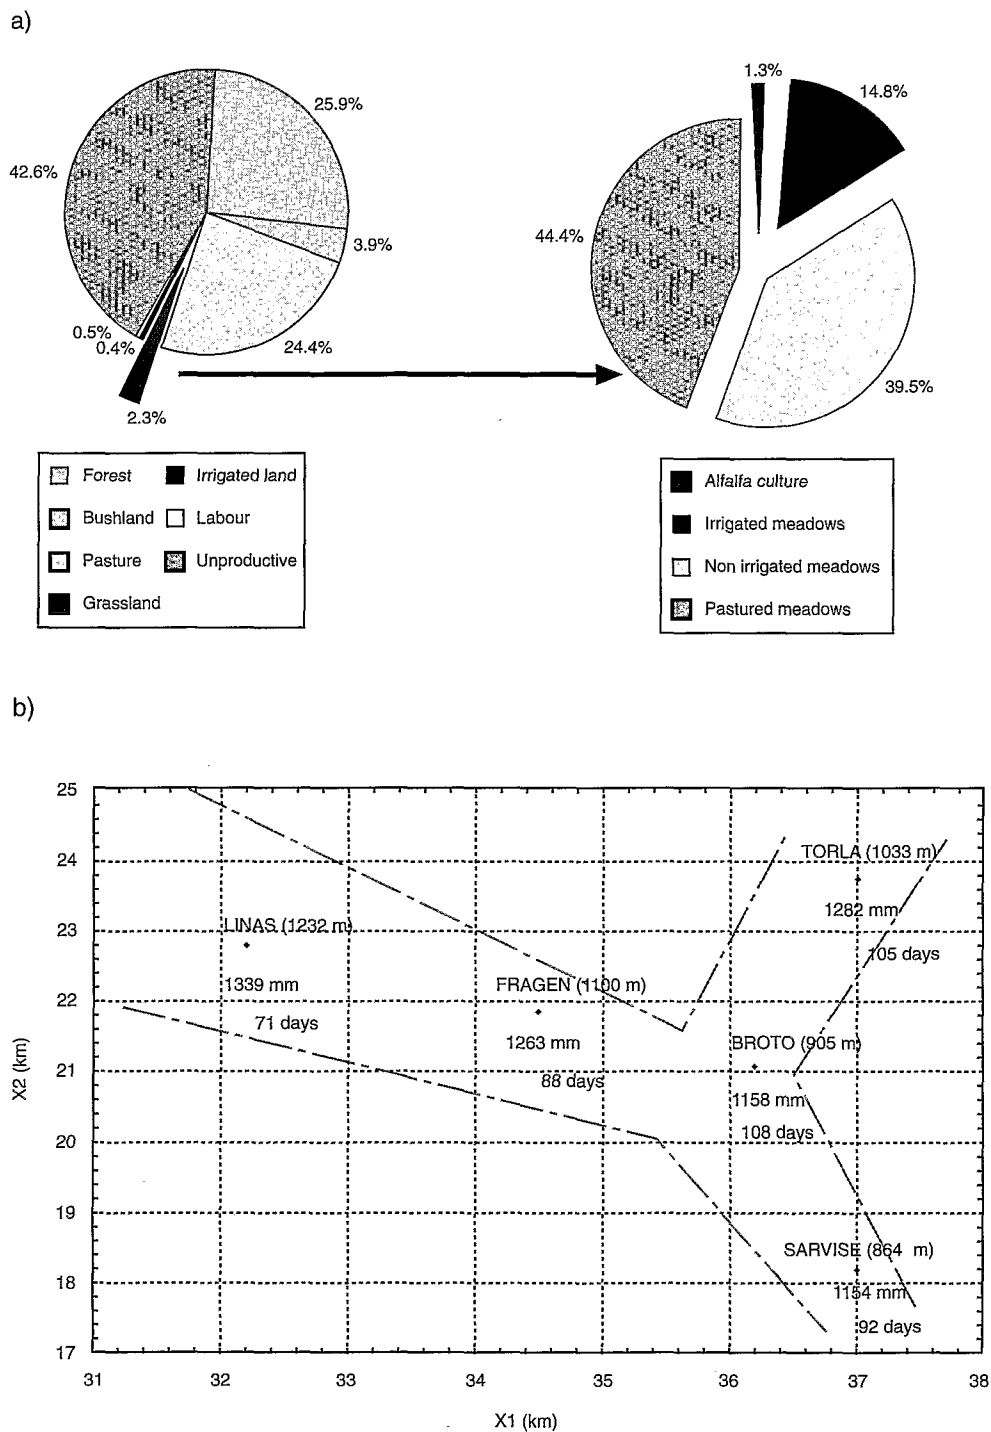 a)
1.3%
25.9%
14.8%
42.6%
44.4%
3.9%
0.5%
0.4%
24.4%
39.5%
2.3%
Forest Irrigated land
Bushland Labour
Pasture Unproductive
Grassland
Alfalfa culture
Irrigated meadows
Non irrigated meadows
Pastured meadows
b)
25
24
23
22
21
20
19
18
17
X2 (km)
TORLA (1033 m)
1282 mm
105 days
LINAS (1232 m)
1339 mm
71 days
FRAGEN (1100 m)
1263 mm
88 days
BROTO (905 m)
1158 mm
108 days
SARVISE (864 m)
1154 mm
92 days
31 32 33 34 35 36 37 38
X1 (km)